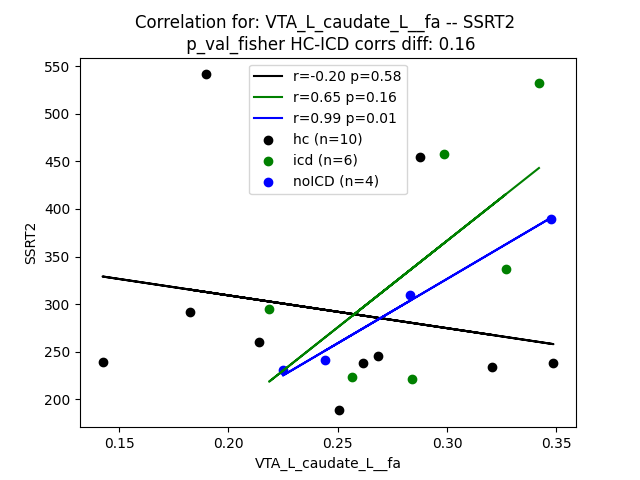 Correlation for: VTA_L_caudate_L__fa -- SSRT2
p_val_fisher HC-ICD corrs diff: 0.16
r=-0.20 p=0.58
r=0.65 p=0.16
r=0.99 p=0.01
hc (n=10)
icd (n=6)
noICD (n=4)
550
500
450
400
350
300
250
200
SSRT2
0.15 0.20 0.25 0.30 0.35
VTA_L_caudate_L__fa